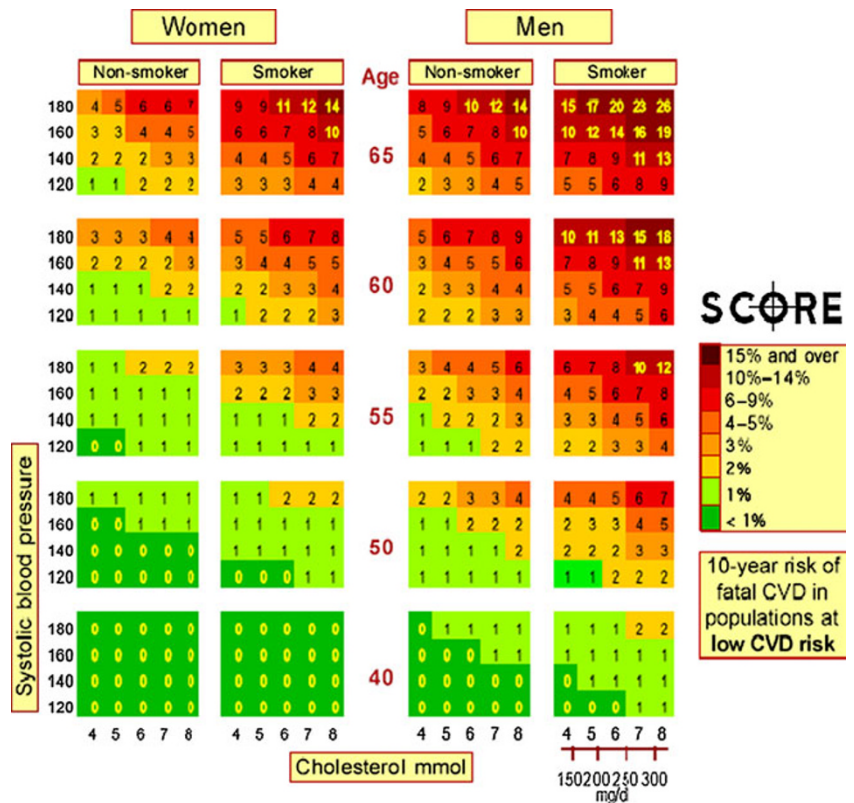 Women Men
Non-smoker Smoker Age Non-smoker Smoker
180 4 5 6 6 7 9 9 11 12 14 8 9 10 12 14 15 17 20 23 26
160 3 3 4 4 5 6 6 7 8 10 5 6 7 8 10 10 12 14 16 19
65
140 2 2 2 3 3 4 4 5 6 7 4 4 5 6 7 7 8 9 11 13
120 1 1 2 2 2 3 3 3 4 4 2 3 3 4 5 5 5 6 8 9
180 3 3 3 4 4 5 5 6 7 8 5 6 7 8 9 10 11 13 15 18
160 2 2 2 2 3 3 4 4 5 5 3 4 5 5 6 7 8 9 11 13
60
140 1 1 1 2 2 2 2 3 3 4 2 3 3 4 4 5 5 6 7 9
120 1 1 1 1 1 1 2 2 2 3 2 2 2 3 3 3 4 4 5 6
180 1 1 2 2 2 3 3 3 4 4 3 4 4 5 6 6 7 8 10 12
160 1 1 1 1 1 2 2 2 3 3 2 2 3 3 4 4 5 6 7 8
55
140 1 1 1 1 1 1 1 1 2 2 1 2 2 2 3 3 3 4 5 6
120 0 0 1 1 1 1 1 1 1 1 1 1 1 2 2 2 2 3 3 4
180 1 1 1 1 1 1 1 2 2 2 2 2 3 3 4 4 4 5 6 7
160 0 0 1 1 1 1 1 1 1 1 1 1 2 2 2 2 3 3 4 5
50
140 0 0 0 0 0 1 1 1 1 1 1 1 1 1 2 2 2 2 3 3
120 0 0 0 0 0 0 0 0 1 1 1 1 1 1 1 1 1 2 2 2
180 0 0 0 0 0 0 0 0 0 0 0 1 1 1 1 1 1 1 2 2
160 0 0 0 0 0 0 0 0 0 0 0 0 0 1 1 1 1 1 1 1
40
140 0 0 0 0 0 0 0 0 0 0 0 0 0 0 0 0 1 1 1 1
120 0 0 0 0 0 0 0 0 0 0 0 0 0 0 0 0 0 0 1 1
4 5 6 7 8 4 5 6 7 8 4 5 6 7 8 4 5 6 7 8
Systolic blood pressure
Cholesterol mmol
150 200 250 300
mg/d
SCORE
15% and over
10%–14%
6–9%
4–5%
3%
2%
1%
< 1%
10-year risk of
fatal CVD in
populations at
low CVD risk